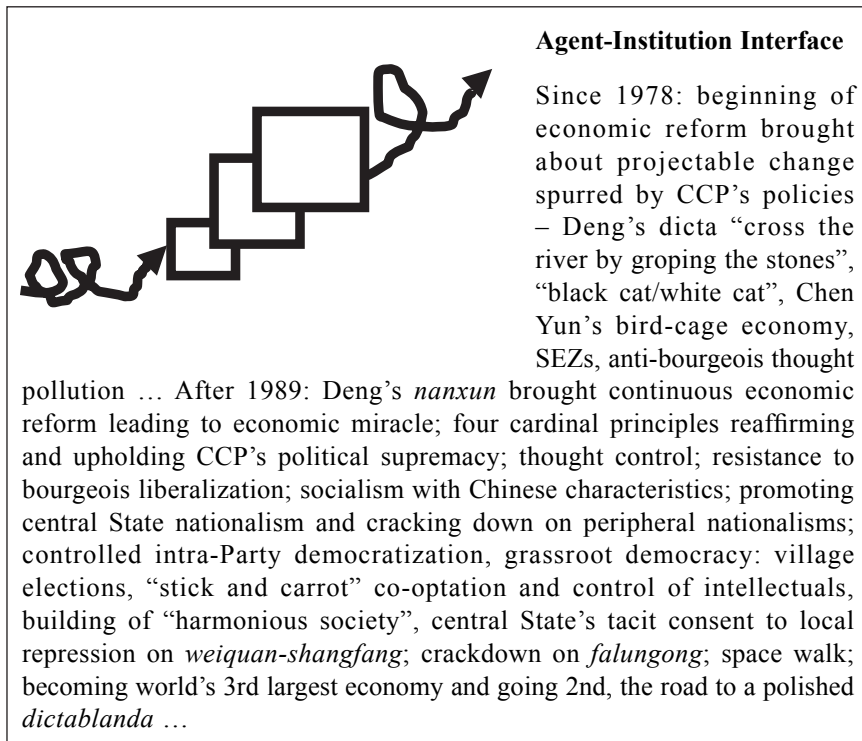 Agent-Institution Interface
Since 1978: beginning of
economic reform brought
about projectable change
spurred by CCP’s policies
– Deng’s dicta “cross the
river by groping the stones”,
“black cat/white cat”, Chen
Yun’s bird-cage economy,
SEZs, anti-bourgeois thought
pollution … After 1989: Deng’s nanxun brought continuous economic
reform leading to economic miracle; four cardinal principles reaffirming
and upholding CCP’s political supremacy; thought control; resistance to
bourgeois liberalization; socialism with Chinese characteristics; promoting
central State nationalism and cracking down on peripheral nationalisms;
controlled intra-Party democratization, grassroot democracy: village
elections, “stick and carrot” co-optation and control of intellectuals,
building of “harmonious society”, central State’s tacit consent to local
repression on weiquan-shangfang; crackdown on falungong; space walk;
becoming world’s 3rd largest economy and going 2nd, the road to a polished
dictablanda …